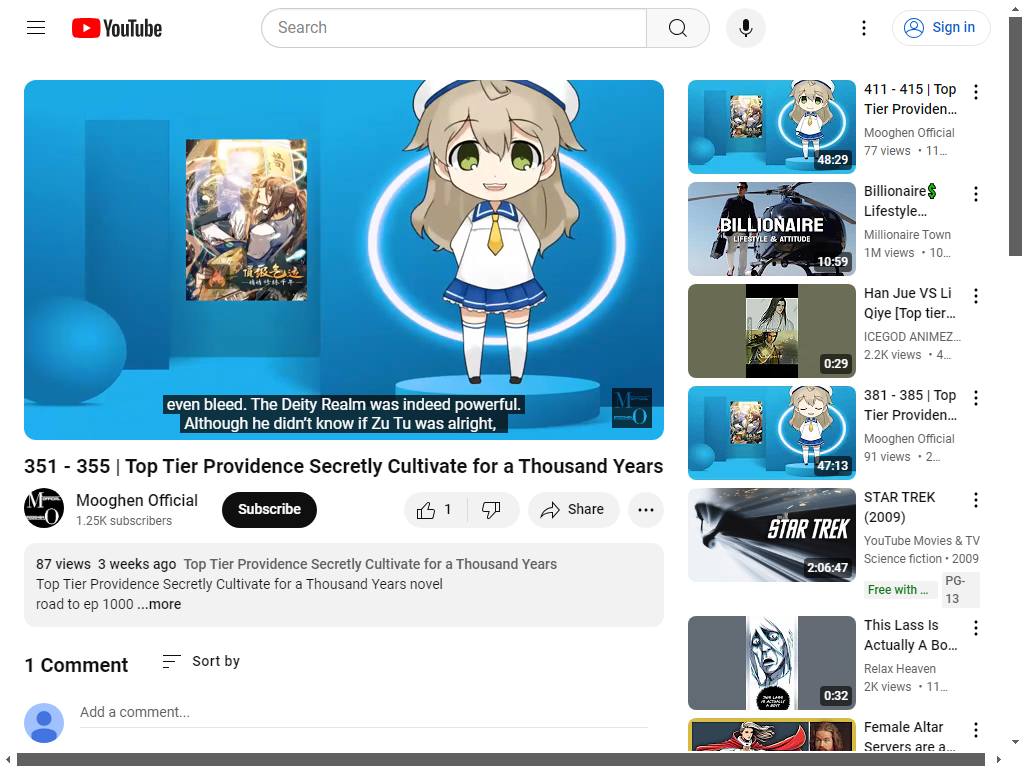 YouTube
Search
Sign in
even bleed. The Deity Realm was indeed powerful.
Although he didn't know if Zu Tu was alright,
351 - 355 | Top Tier Providence Secretly Cultivate for a Thousand Years
Mooghen Official
1.25K subscribers
Subscribe
1
Share
87 views 3 weeks ago Top Tier Providence Secretly Cultivate for a Thousand Years
Top Tier Providence Secretly Cultivate for a Thousand Years novel
road to ep 1000 ...more
1 Comment
Sort by
Add a comment...
48:29
411 - 415 | Top
Tier Providen...
Mooghen Official
77 views • 11...
BILLIONAIRE
LIFESTYLE & ATTITUDE
10:59
Billionaire💲
Lifestyle...
Millionaire Town
1M views • 10...
0:29
Han Jue VS Li
Qiye [Top tier...
ICEGOD ANIMEZ...
2.2K views • 4...
47:13
381 - 385 | Top
Tier Providen...
Mooghen Official
91 views • 2...
STAR TREK
2:06:47
STAR TREK
(2009)
YouTube Movies & TV
Science fiction • 2009
Free with ...
PG-
13
0:32
This Lass Is
Actually A Bo...
Relax Heaven
2K views • 11...
Female Altar
Servers are a...